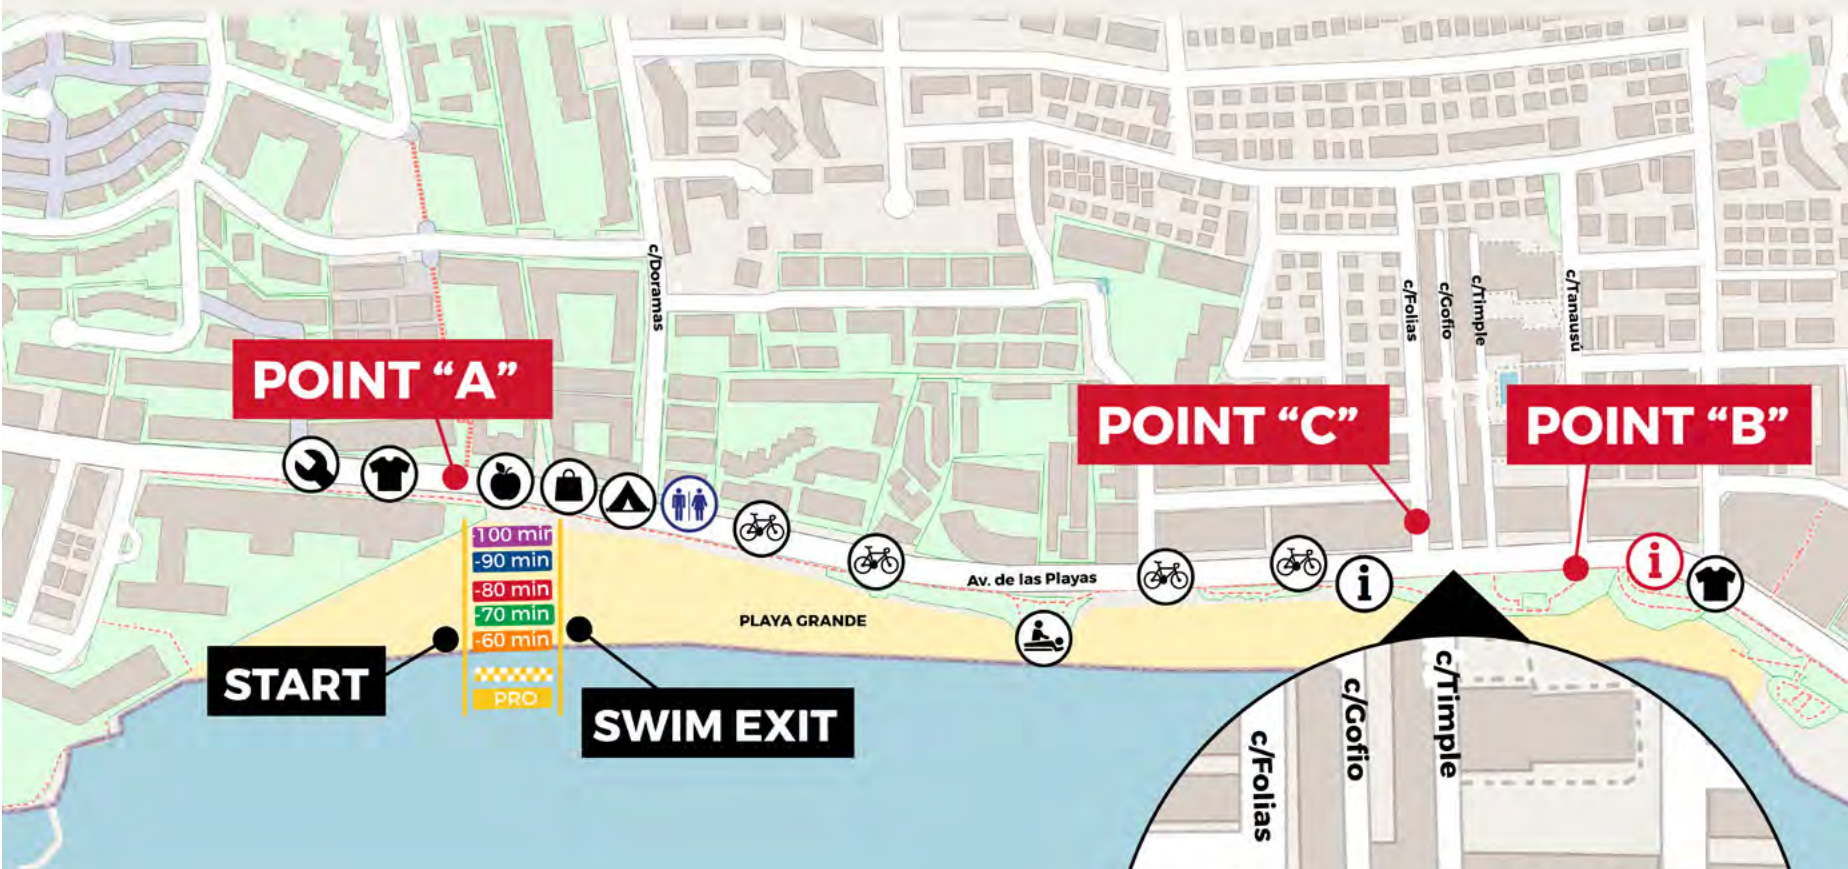 c/Doramas
c/Folias
c/Gofio
c/Timple
c/Tanausú
POINT “A”
POINT “C”
POINT “B”
-100 min
-90 min
-80 min
-70 min
-60 min
PRO
START
SWIM EXIT
PLAYA GRANDE
Av. de las Playas
i
i
c/Folias
c/Gofio
c/Timple